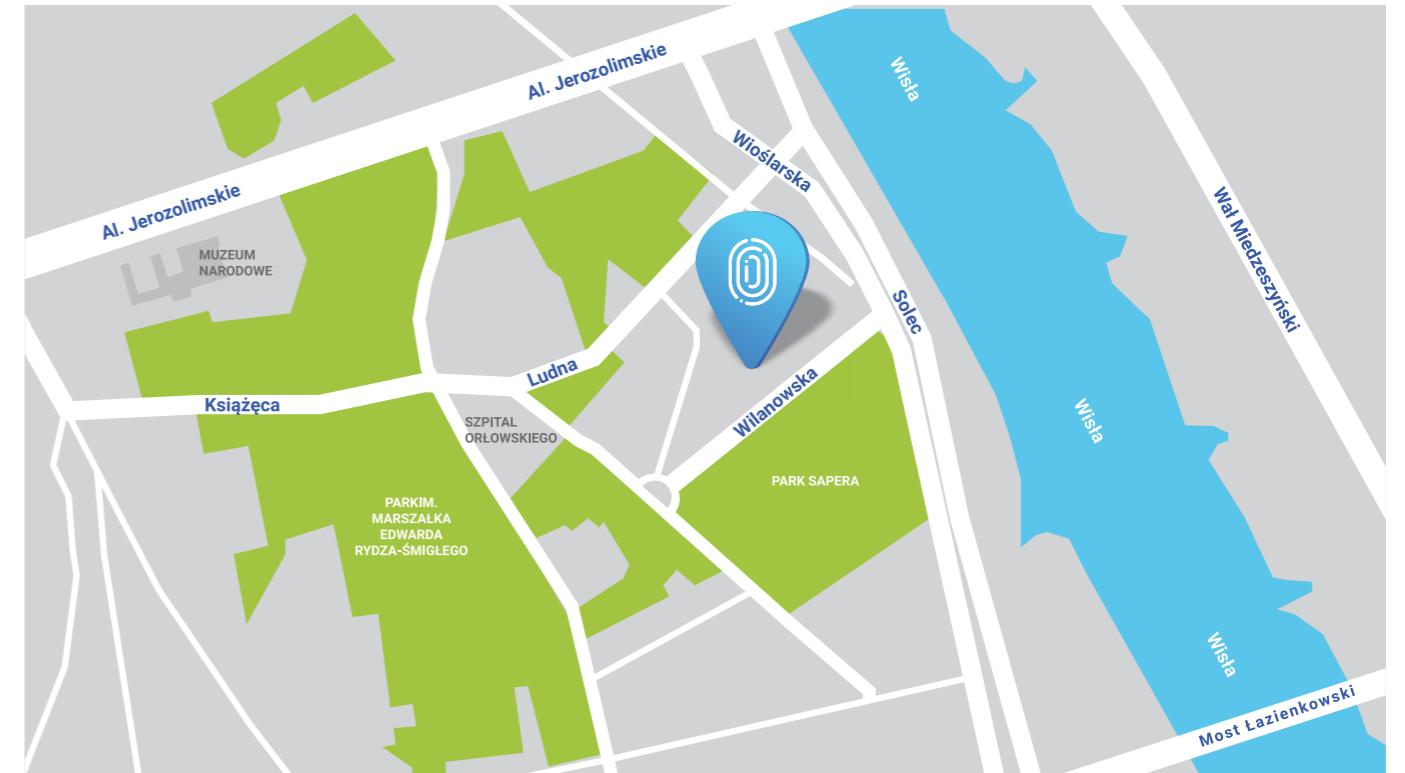 Al. Jerozolimskie
Wisła
Wioślarska
Al. Jerozolimskie
Wał Miedzeszyński
MUZEUM
NARODOWE
Solec
Ludna
Książęca
Wilanowska
Wisła
SZPITAL
ORŁOWSKIEGO
PARK SAPERA
PARKIM.
MARSZAŁKA
EDWARDA
RYDZA-ŚMIGŁEGO
Wisła
Most Łazienkowski